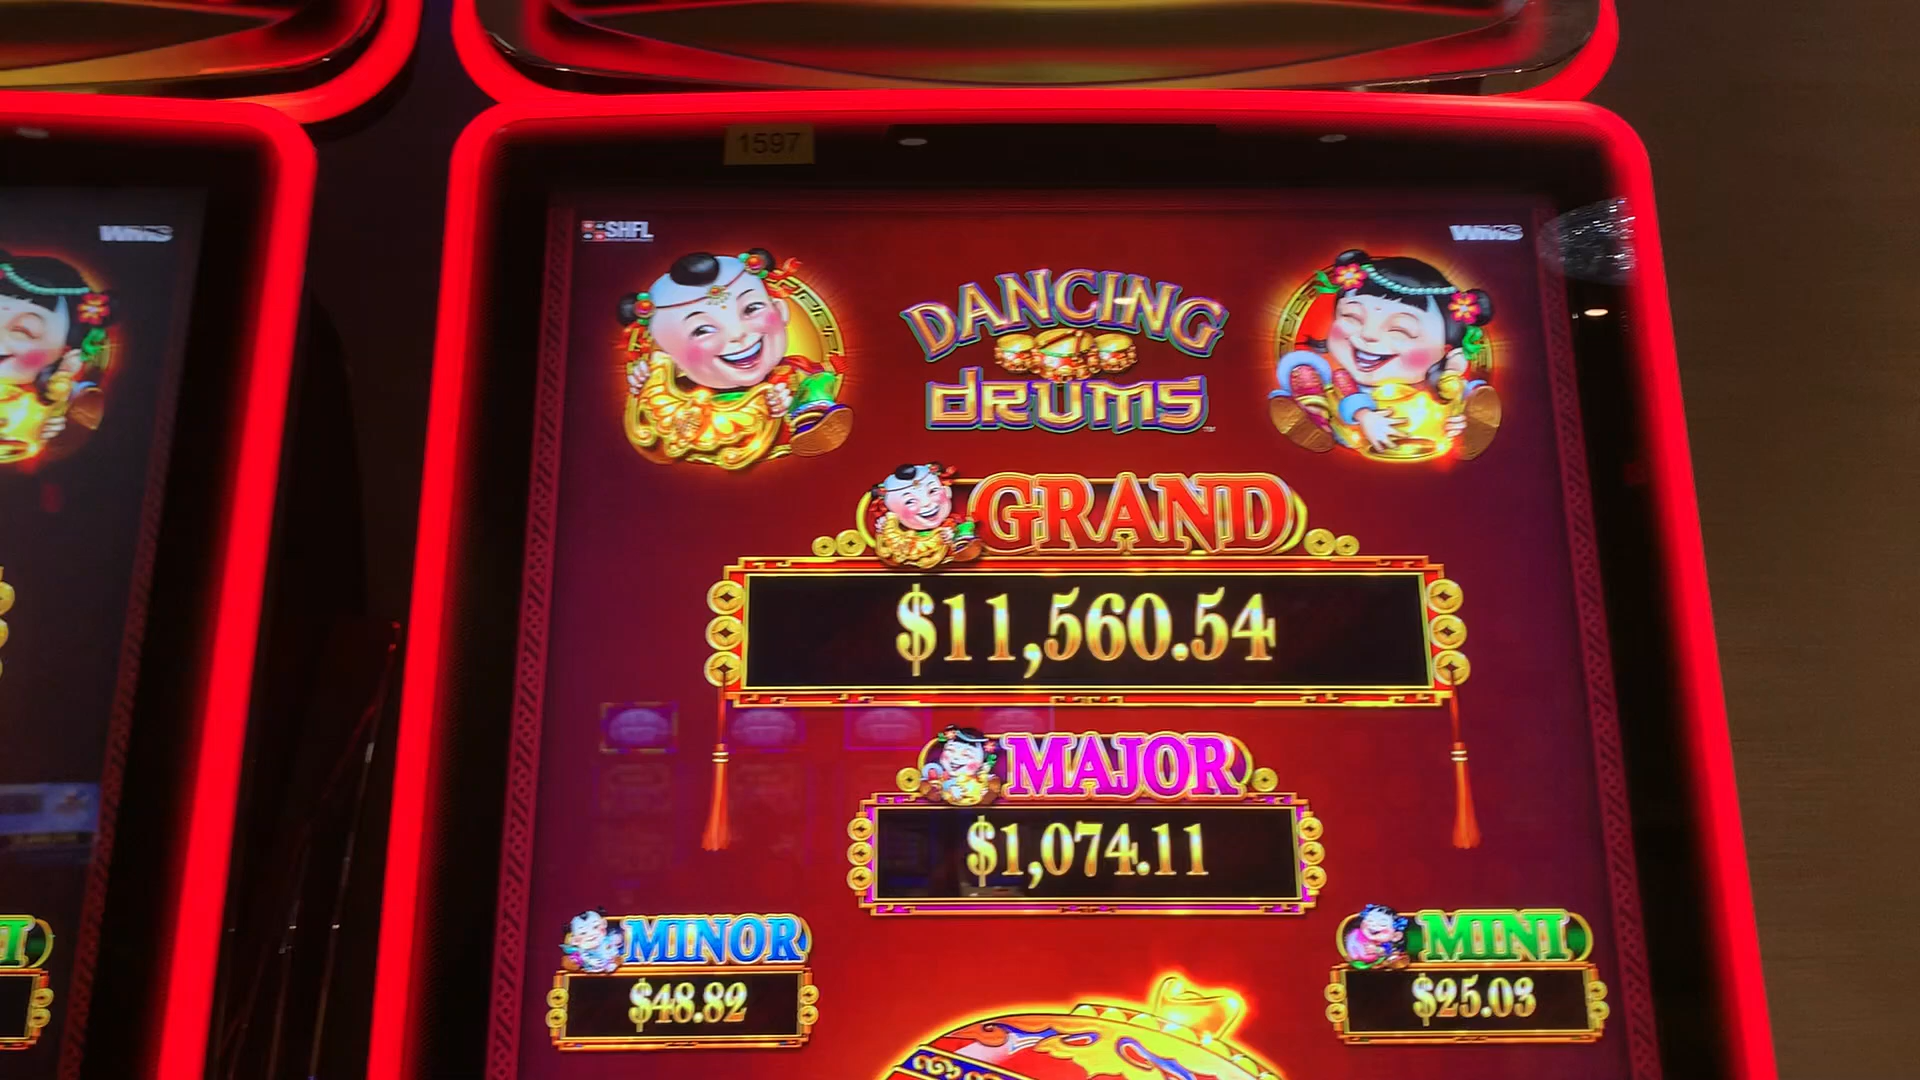 1597
SHFL
WMS
WMS
DANCING
DRUMS
GRAND
$11,560.54
MAJOR
$1,074.11
MINOR
MINI
$48.82
$25.03